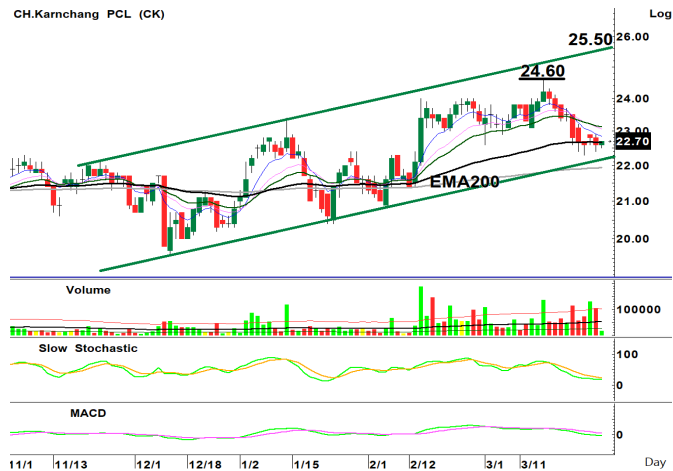 CH.Karnchang PCL (CK) Log
26.00
25.50
24.60
24.00
23.00
22.70
22.00
EMA200
21.00
20.00
Volume
100000
Slow Stochastic
100
0
MACD
0
11/1 11/13 12/1 12/18 1/2 1/15 2/1 2/12 3/1 3/11 Day